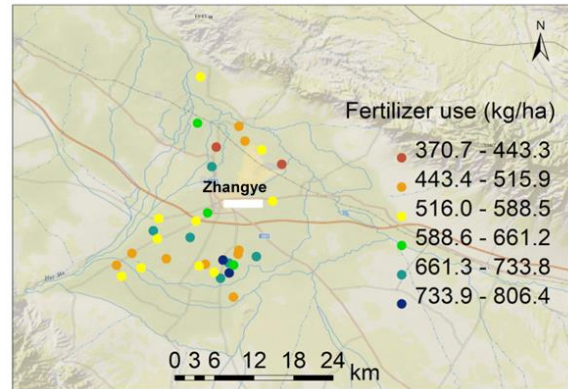 N
Fertilizer use (kg/ha)
370.7 - 443.3
443.4 - 515.9
516.0 - 588.5
588.6 - 661.2
661.3 - 733.8
733.9 - 806.4
Zhangye
0 3 6 12 18 24
km